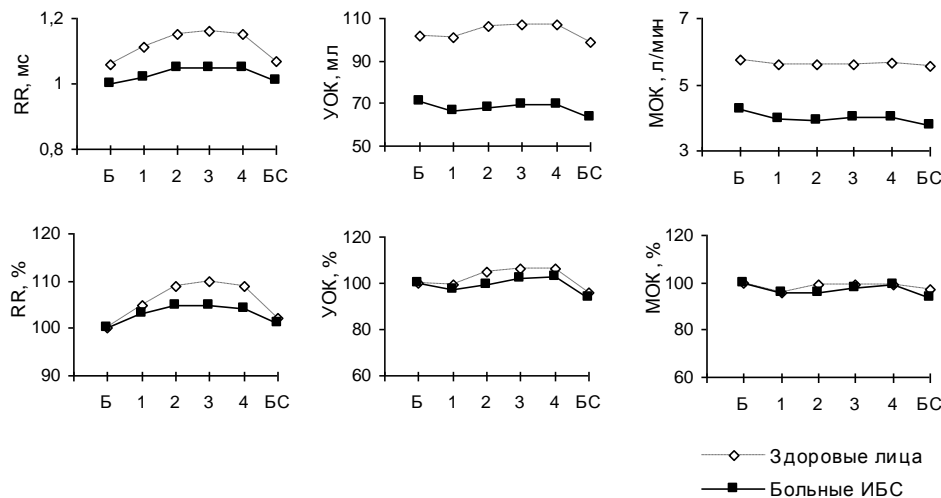 RR, мс
1,2
1
0,8
Б 1 2 3 4 БС
УОК, мл
110
90
70
50
Б 1 2 3 4 БС
МОК , л/мин
7
5
3
Б 1 2 3 4 БС
RR, %
120
110
100
90
Б 1 2 3 4 БС
УОК, %
120
100
80
60
Б 1 2 3 4 БС
МОК , %
120
100
80
60
Б 1 2 3 4 БС
Здоровые лица
Больные ИБС